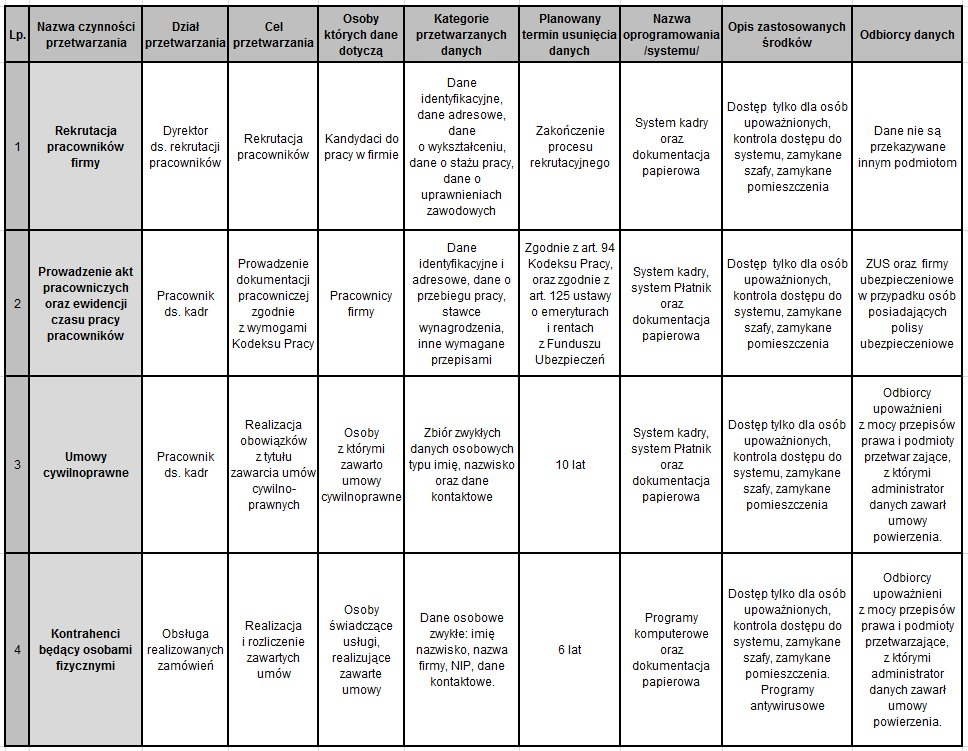 Lp.
Nazwa czynności
przetwarzania
Dział
przetwarzania
Cel
przetwarzania
Osoby
których dane
dotyczą
Kategorie
przetwarzanych
danych
Planowany
termin usunięcia
danych
Nazwa
oprogramowania
/systemu/
Opis zastosowanych
środków
Odbiorcy danych
1
Rekrutacja
pracowników
firmy
Dyrektor
ds. rekrutacji
pracowników
Rekrutacja
pracowników
Kandydaci do
pracy w firmie
Dane
identyfikacyjne,
dane adresowe,
dane
o wykształceniu,
dane o stażu pracy,
dane o
uprawnieniach
zawodowych
Zakończenie
procesu
rekrutacyjnego
System kadry
oraz
dokumentacja
papierowa
Dostęp tylko dla osób
upoważnionych,
kontrola dostępu do
systemu, zamykane
szafy, zamykane
pomieszczenia
Dane nie są
przekazywane
innym podmiotom
2
Prowadzenie akt
pracowniczych
oraz ewidencji
czasu pracy
pracowników
Pracownik
ds. kadr
Prowadzenie
dokumentacji
pracowniczej
zgodnie
z wymogami
Kodeksu Pracy
Pracownicy
firmy
Dane
identyfikacyjne i
adresowe, dane o
przebiegu pracy,
stawce
wynagrodzenia,
inne wymagane
przepisami
Zgodnie z art. 94
Kodeksu Pracy,
oraz zgodnie z
art. 125 ustawy
o emeryturach
i rentach
z Funduszu
Ubezpieczeń
System kadry,
system Płatnik
oraz
dokumentacja
papierowa
Dostęp tylko dla osób
upoważnionych,
kontrola dostępu do
systemu, zamykane
szafy, zamykane
pomieszczenia
ZUS oraz firmy
ubezpieczeniowe
w przypadku osób
posiadających
polisy
ubezpieczeniowe
3
Umowy
cywilnoprawne
Pracownik
ds. kadr
Realizacja
obowiązków
z tytułu
zawarcia umów
cywilno-
prawnych
Osoby
z którymi
zawarto
umowy
cywilnoprawne
Zbiór zwykłych
danych osobowych
typu imię, nazwisko
oraz dane
kontaktowe
10 lat
System kadry,
system Płatnik
oraz
dokumentacja
papierowa
Dostęp tylko dla osób
upoważnionych,
kontrola dostępu do
systemu, zamykane
szafy, zamykane
pomieszczenia
Odbiorcy
upoważnieni
z mocy przepisów
prawa i podmioty
przetwar zające,
z którymi
administrator
danych zawarł
umowy
powierzenia.
4
Kontrahenci
będący osobami
fizycznymi
Obsługa
realizowanych
zamówień
Realizacja
i rozliczenie
zawartych
umów
Osoby
świadczące
usługi,
realizujące
zawarte
umowy
Dane osobowe
zwykłe: imię
nazwisko, nazwa
firmy, NIP, dane
kontaktowe.
6 lat
Programy
komputerowe
oraz
dokumentacja
papierowa
Dostęp tylko dla osób
upoważnionych,
kontrola dostępu do
systemu, zamykane
szafy, zamykane
pomieszczenia.
Programy
antywirusowe
Odbiorcy
upoważnieni
z mocy przepisów
prawa i podmioty
przetwarzające,
z którymi
administrator
danych zawarł
umowy
powierzenia.